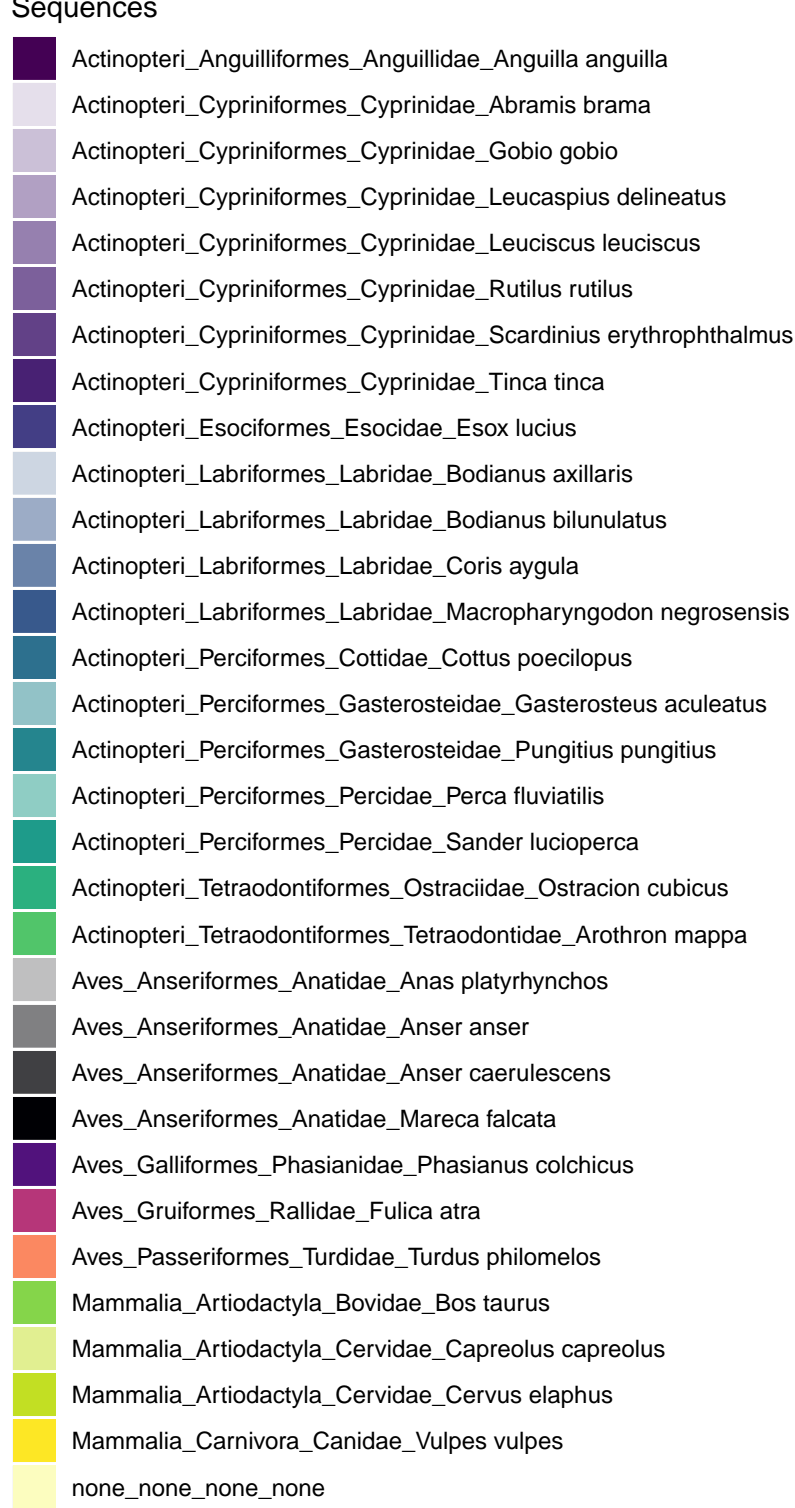 Sequences
Actinopteri_Anguilliformes_Anguillidae_Anguilla anguilla
Actinopteri_Cypriniformes_Cyprinidae_Abramis brama
Actinopteri_Cypriniformes_Cyprinidae_Gobio gobio
Actinopteri_Cypriniformes_Cyprinidae_Leucaspius delineatus
Actinopteri_Cypriniformes_Cyprinidae_Leuciscus leuciscus
Actinopteri_Cypriniformes_Cyprinidae_Rutilus rutilus
Actinopteri_Cypriniformes_Cyprinidae_Scardinius erythrophthalmus
Actinopteri_Cypriniformes_Cyprinidae_Tinca tinca
Actinopteri_Esociformes_Esocidae_Esox lucius
Actinopteri_Labriformes_Labridae_Bodianus axillaris
Actinopteri_Labriformes_Labridae_Bodianus bilunulatus
Actinopteri_Labriformes_Labridae_Coris aygula
Actinopteri_Labriformes_Labridae_Macropharyngodon negrosensis
Actinopteri_Perciformes_Cottidae_Cottus poecilopus
Actinopteri_Perciformes_Gasterosteidae_Gasterosteus aculeatus
Actinopteri_Perciformes_Gasterosteidae_Pungitius pungitius
Actinopteri_Perciformes_Percidae_Perca fluviatilis
Actinopteri_Perciformes_Percidae_Sander lucioperca
Actinopteri_Tetraodontiformes_Ostraciidae_Ostracion cubicus
Actinopteri_Tetraodontiformes_Tetraodontidae_Arothron mappa
Aves_Anseriformes_Anatidae_Anas platyrhynchos
Aves_Anseriformes_Anatidae_Anser anser
Aves_Anseriformes_Anatidae_Anser caerulescens
Aves_Anseriformes_Anatidae_Mareca falcata
Aves_Galliformes_Phasianidae_Phasianus colchicus
Aves_Gruiformes_Rallidae_Fulica atra
Aves_Passeriformes_Turdidae_Turdus philomelos
Mammalia_Artiodactyla_Bovidae_Bos taurus
Mammalia_Artiodactyla_Cervidae_Capreolus capreolus
Mammalia_Artiodactyla_Cervidae_Cervus elaphus
Mammalia_Carnivora_Canidae_Vulpes vulpes
none_none_none_none